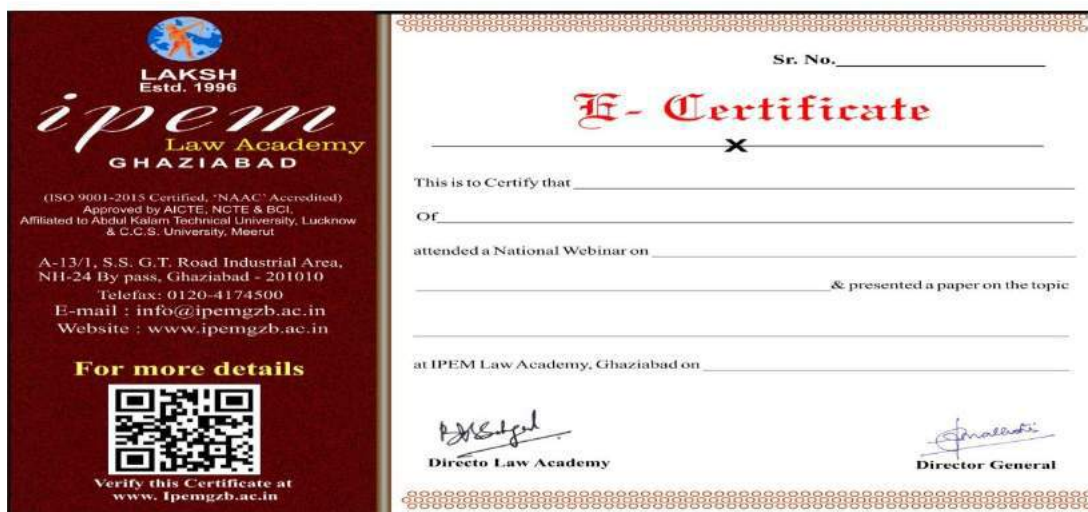 LAKSH
Estd. 1996
ipem
Law Academy
GHAZIABAD
(ISO 9001-2015 Certified, 'NAAC' Accredited)
Approved by AICTE, NCTE & BCI,
Affiliated to Abdul Kalam Technical University, Lucknow
& C.C.S. University, Meerut
A-13/1, S.S. G.T. Road Industrial Area,
NH-24 By pass, Ghaziabad - 201010
Telefax: 0120-4174500
E-mail : info@ipemgzb.ac.in
Website : www.ipemgzb.ac.in
For more details
Verify this Certificate at
www. Ipemgzb.ac.in
Sr. No.
E- Certificate
X
This is to Certify that
Of
attended a National Webinar on
& presented a paper on the topic
at IPEM Law Academy, Ghaziabad on
Directo Law Academy
Director General